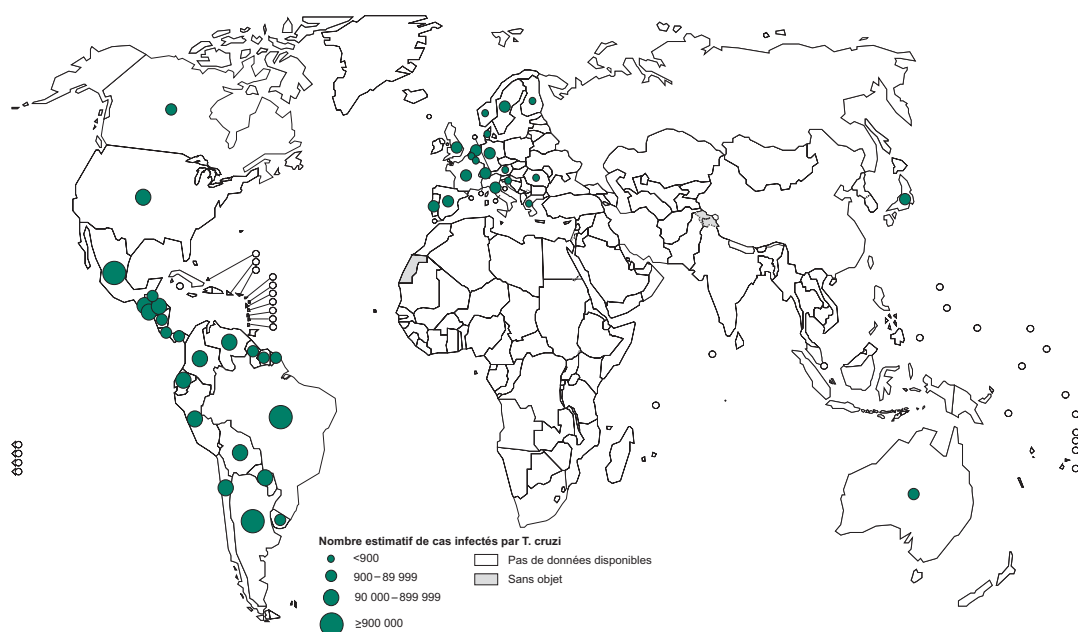 Nombre estimatif de cas infectés par T. cruzi
<900
900–89 999
90 000–899 999
≥900 000
Pas de données disponibles
Sans objet